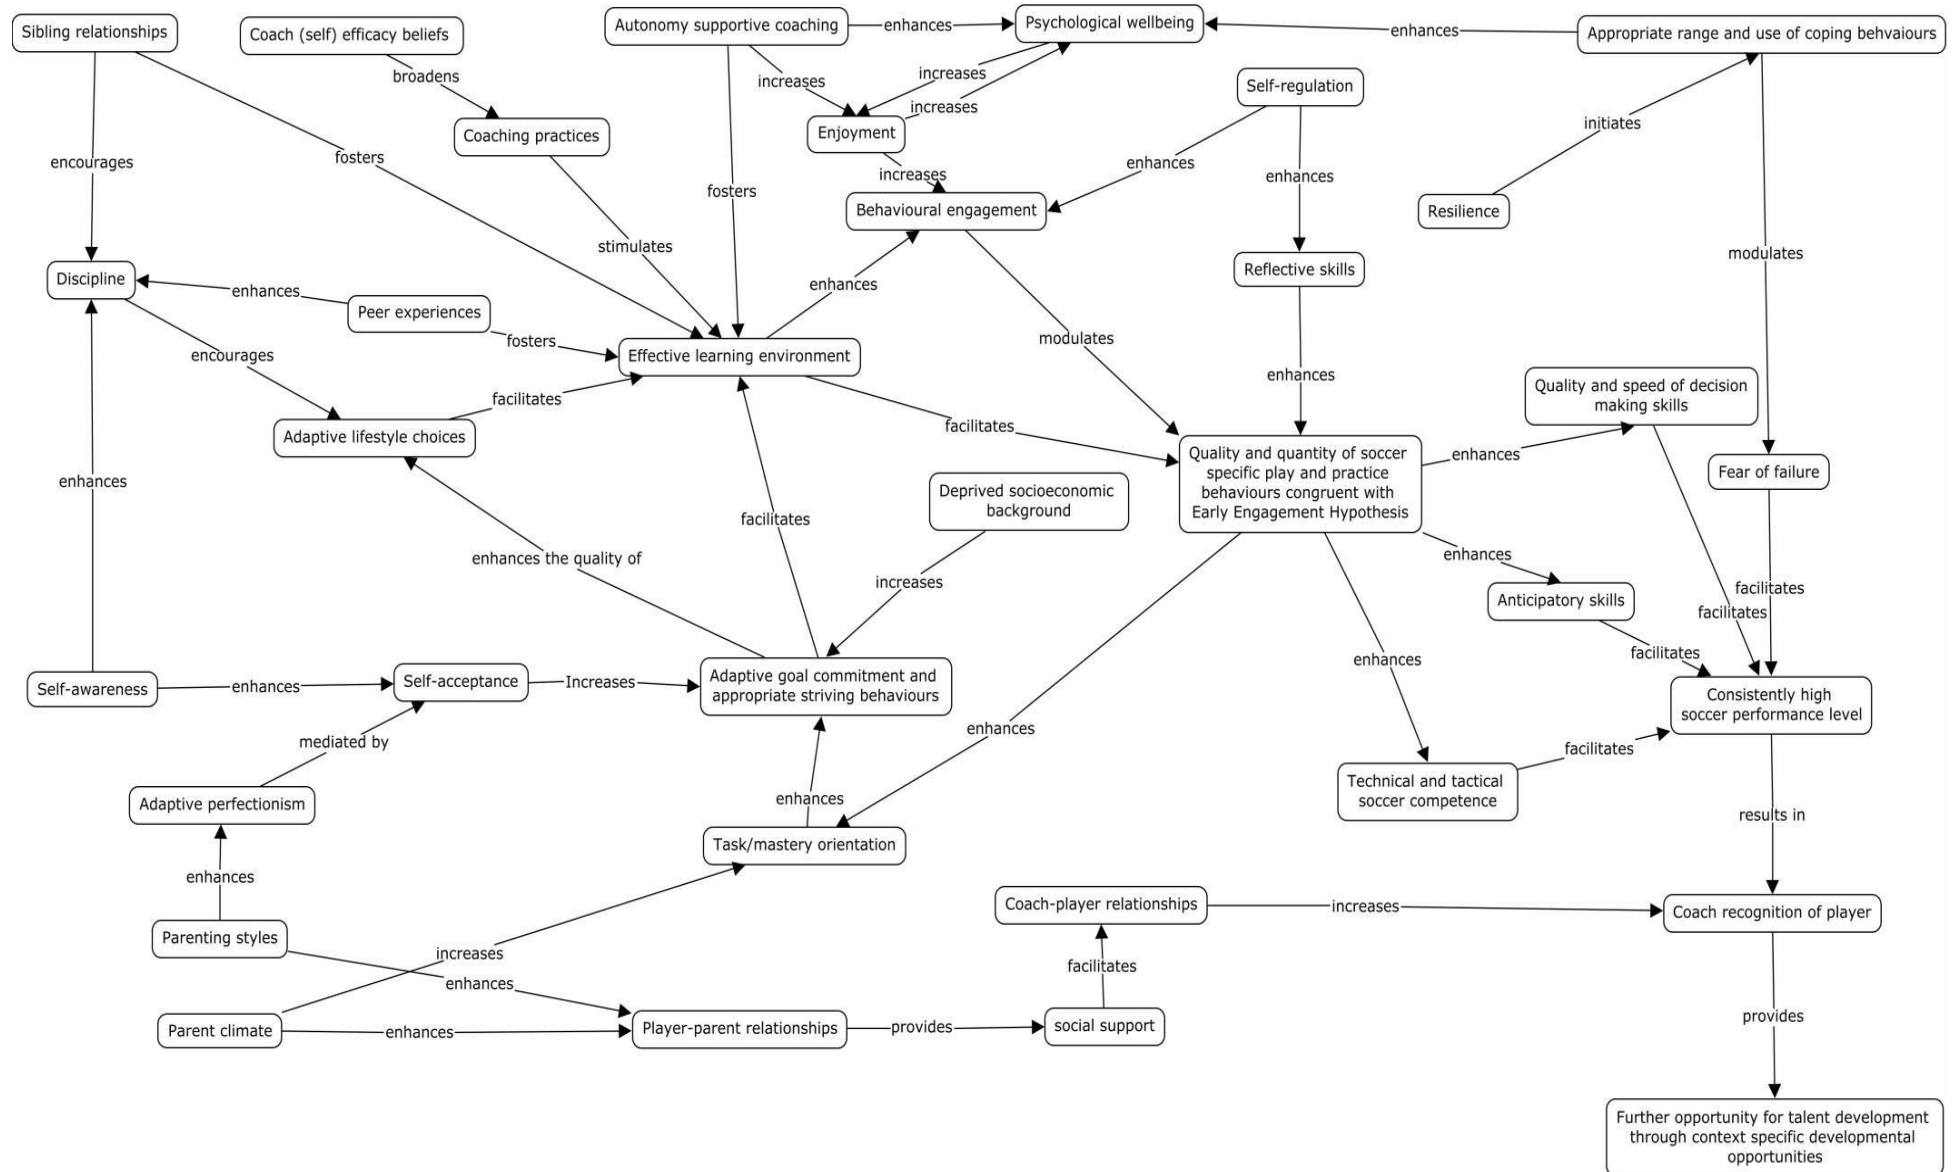 Sibling relationships
Coach (self) efficacy beliefs
Autonomy supportive coaching
enhances
Psychological wellbeing
enhances
Appropriate range and use of coping behvaiours
broadens
increases
increases
increases
Self-regulation
Coaching practices
Enjoyment
initiates
encourages
fosters
fosters
increases
enhances
enhances
Behavioural engagement
Resilience
stimulates
modulates
Discipline
enhances
Peer experiences
enhances
Reflective skills
fosters
Effective learning environment
modulates
encourages
enhances
facilitates
Adaptive lifestyle choices
facilitates
Quality and speed of decision
making skills
Quality and quantity of soccer
specific play and practice
behaviours congruent with
Early Engagement Hypothesis
enhances
Fear of failure
enhances
Deprived socioeconomic
background
facilitates
enhances the quality of
increases
enhances
Anticipatory skills
facilitates
facilitates
facilitates
enhances
Self-awareness
enhances
Self-acceptance
Increases
Adaptive goal commitment and
appropriate striving behaviours
Consistently high
soccer performance level
mediated by
enhances
facilitates
Adaptive perfectionism
enhances
Technical and tactical
soccer competence
results in
Task/mastery orientation
enhances
Parenting styles
increases
Coach-player relationships
increases
Coach recognition of player
enhances
facilitates
Parent climate
enhances
Player-parent relationships
provides
social support
provides
Further opportunity for talent development
through context specific developmental
opportunities